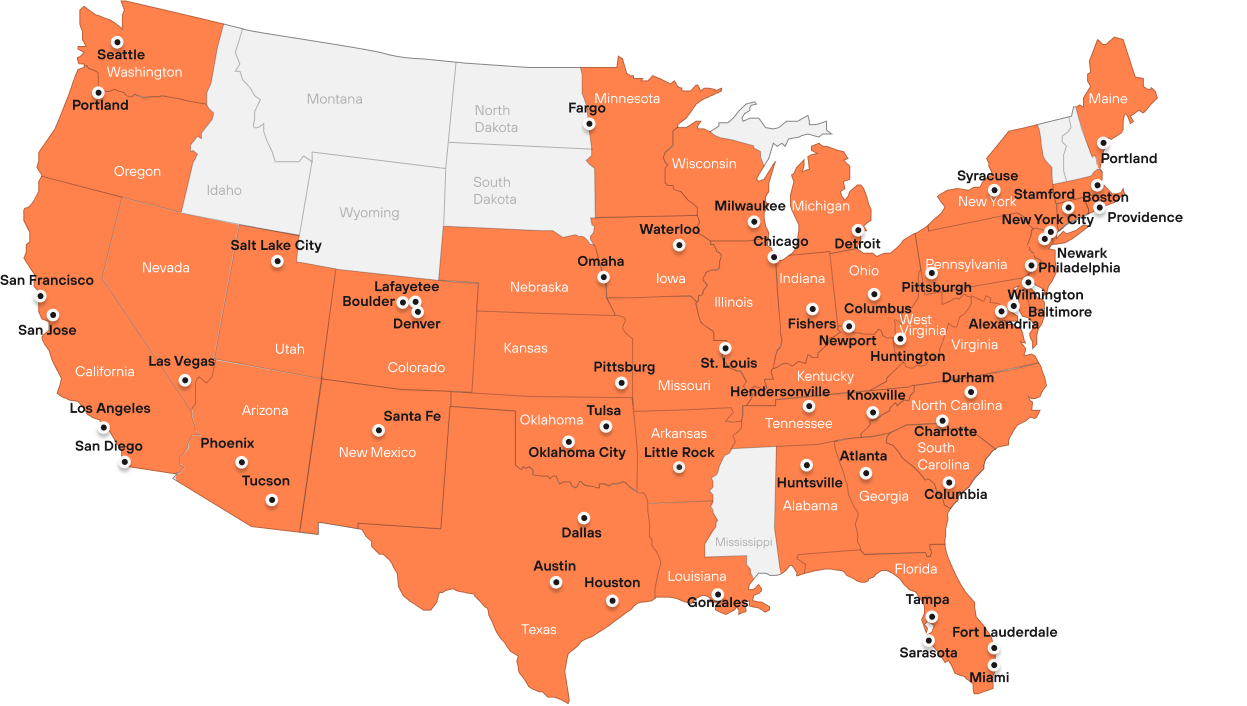 Seattle
Washington
Portland
Oregon
Montana
Idaho
Wyoming
North
Dakota
South
Dakota
Fargo
Minnesota
Wisconsin
Milwaukee
Michigan
Detroit
Chicago
Maine
Portland
Syracuse
New York
Stamford
Boston
Providence
New York City
Newark
Philadelphia
Pennsylvania
Pittsburgh
Wilmington
Baltimore
Alexandria
San Francisco
San Jose
Nevada
Salt Lake City
Utah
Las Vegas
California
Los Angeles
San Diego
Lafayetee
Boulder
Denver
Colorado
Nebraska
Omaha
Waterloo
Iowa
Illinois
Indiana
Fishers
Ohio
Columbus
Newport
West
Virginia
Huntington
Virginia
Kansas
Pittsburg
Missouri
St. Louis
Kentucky
Hendersonville
Knoxville
Tennessee
Durham
North Carolina
Charlotte
South
Carolina
Columbia
Arizona
Phoenix
Tucson
Santa Fe
New Mexico
Oklahoma
Tulsa
Oklahoma City
Arkansas
Little Rock
Mississippi
Huntsville
Alabama
Atlanta
Georgia
Dallas
Austin
Houston
Texas
Louisiana
Gonzales
Florida
Tampa
Sarasota
Fort Lauderdale
Miami